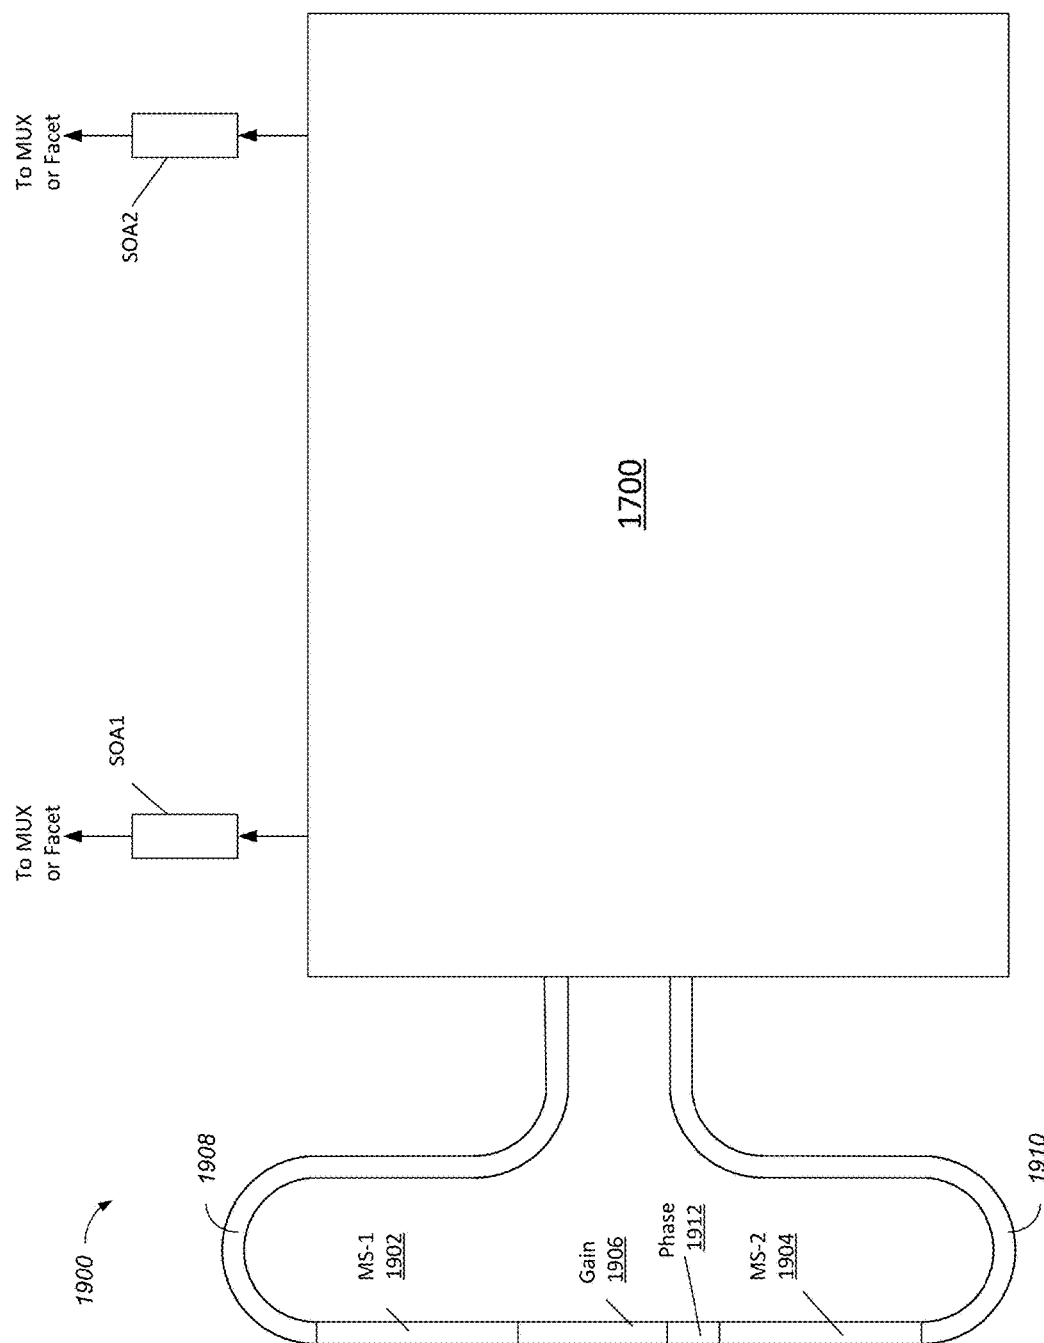 1900
1908
MS-1
1902
Gain
1906
Phase
1912
MS-2
1904
1910
To MUX
or Facet
SOA1
1700
To MUX
or Facet
SOA2